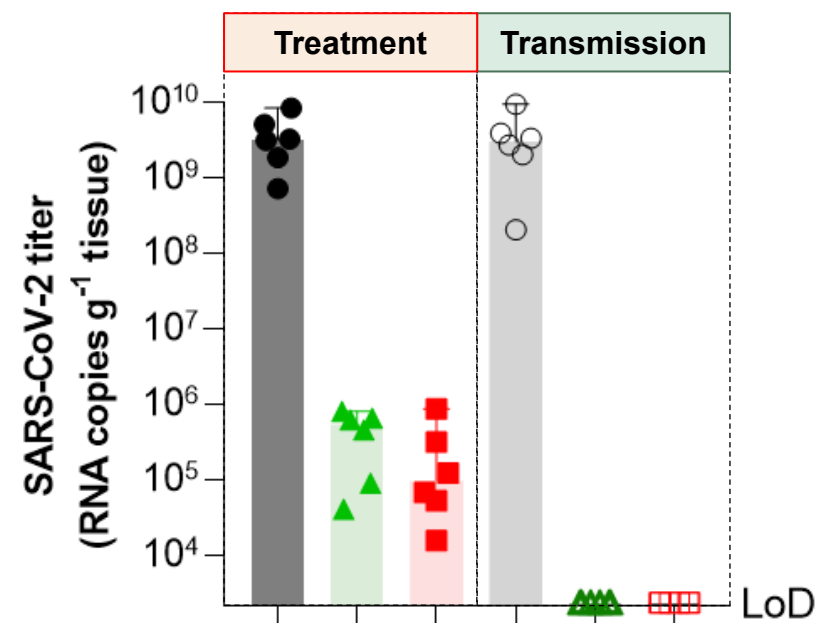 Treatment
Transmission
SARS-CoV-2 titer
(RNA copies g⁻¹ tissue)
10¹⁰
10⁹
10⁸
10⁷
10⁶
10⁵
10⁴
LoD